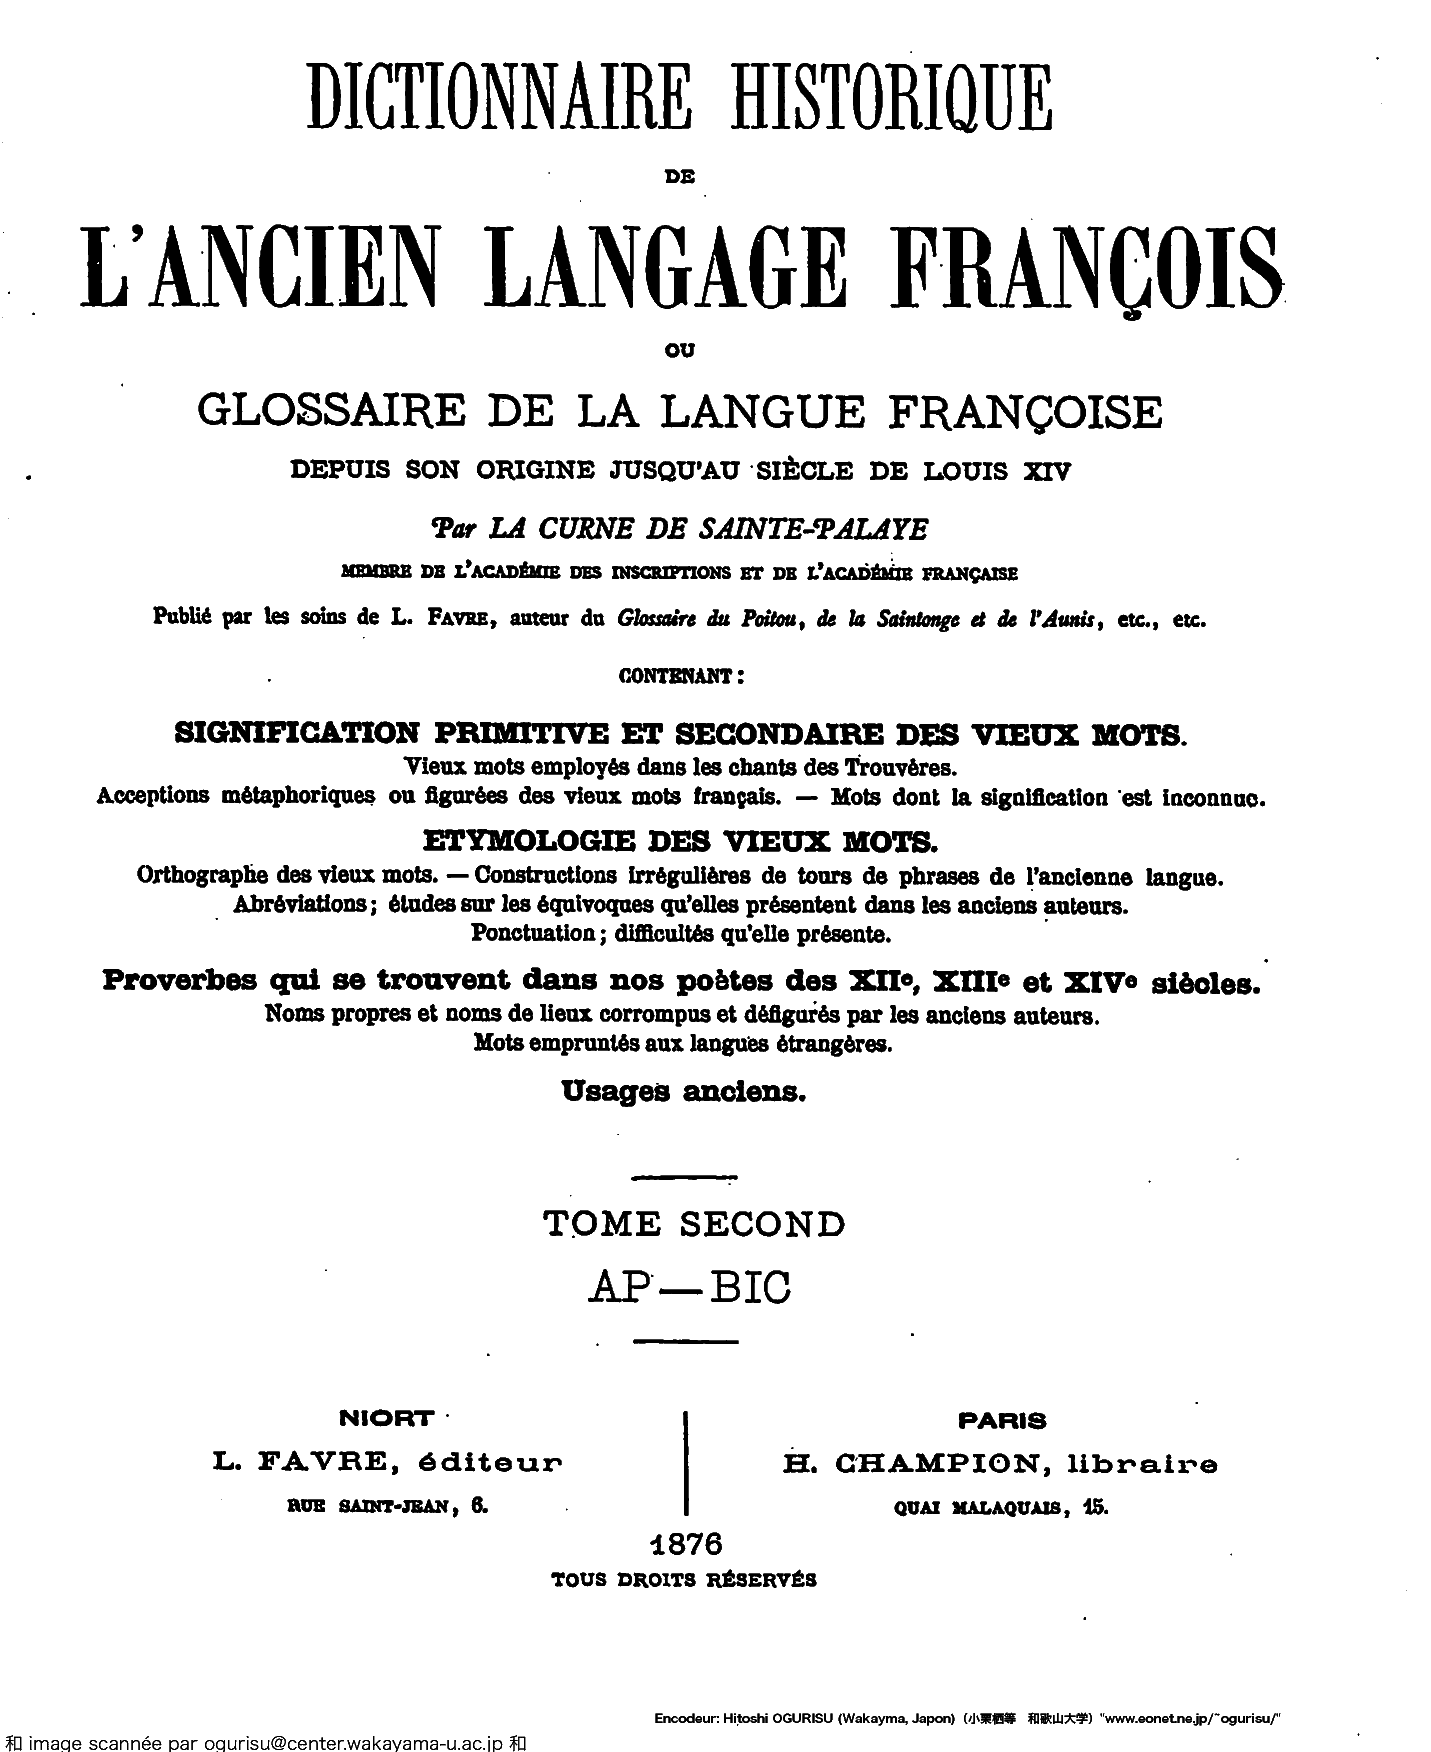 DICTIONNAIRE HISTORIQUE
DE
L'ANCIEN LANGAGE FRANÇOIS
OU
GLOSSAIRE DE LA LANGUE FRANÇOISE
DEPUIS SON ORIGINE JUSQU'AU SIÈCLE DE LOUIS XIV
Par LA CURNE DE SAINTE-PALAYE
MEMBRE DE L'ACADÉMIE DES INSCRIPTIONS ET DE L'ACADÉMIE FRANÇAISE
Publié par les soins de L. FAVRE, auteur du Glossaire du Poitou, de la Saintonge et de l'Aunis, etc., etc.
CONTENANT :
SIGNIFICATION PRIMITIVE ET SECONDAIRE DES VIEUX MOTS.
Vieux mots employés dans les chants des Trouvères.
Acceptions métaphoriques ou figurées des vieux mots français. — Mots dont la signification est inconnue.
ETYMOLOGIE DES VIEUX MOTS.
Orthographe des vieux mots. — Constructions irrégulières de tours de phrases de l'ancienne langue.
Abréviations ; études sur les équivoques qu'elles présentent dans les anciens auteurs.
Ponctuation ; difficultés qu'elle présente.
Proverbes qui se trouvent dans nos poètes des XIIe, XIIIe et XIVe siècles.
Noms propres et noms de lieux corrompus et défigurés par les anciens auteurs.
Mots empruntés aux langues étrangères.
Usages anciens.
TOME SECOND
AP—BIC
NIORT
L. FAVRE, éditeur
RUE SAINT-JEAN, 6.
PARIS
H. CHAMPION, libraire
QUAI MALAQUAIS, 15.
1876
TOUS DROITS RÉSERVÉS
Encodeur: Hitoshi OGURISU (Wakayma, Japon) (小栗栖等 和歌山大学) "www.eonet.ne.jp/~ogurisu/"
和 image scannée par ogurisu@center.wakayama-u.ac.jp 和